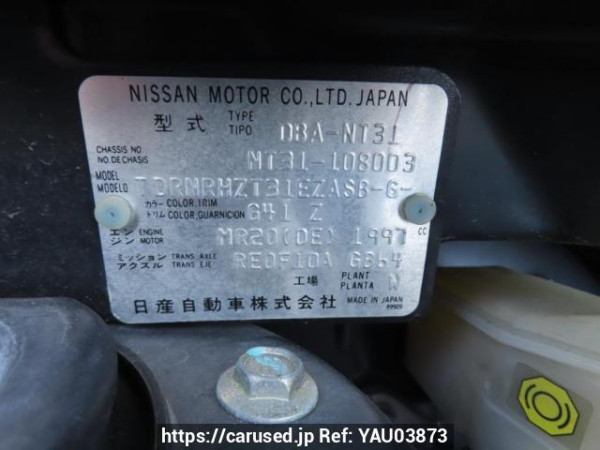 NISSAN MOTOR CO.,LTD.JAPAN
型式 TYPE TIPO DBA-NT31
CHASSIS NO NO.DE CHASIS NT31-108003
MODEL MODELO TDRNRHZT31EZASB-G-
カラー COLOR,TRIM トリム COLOR,GUARNICION G41 Z
エンジン ENGINE MOTOR MR20(DE) 1997 CC
ミッション TRANS. AXLE アクスル TRANS. EJE RE0F10A GB64
工場 PLANT PLANTA W
日産自動車株式会社 MADE IN JAPAN
https://carused.jp Ref: YAU03873